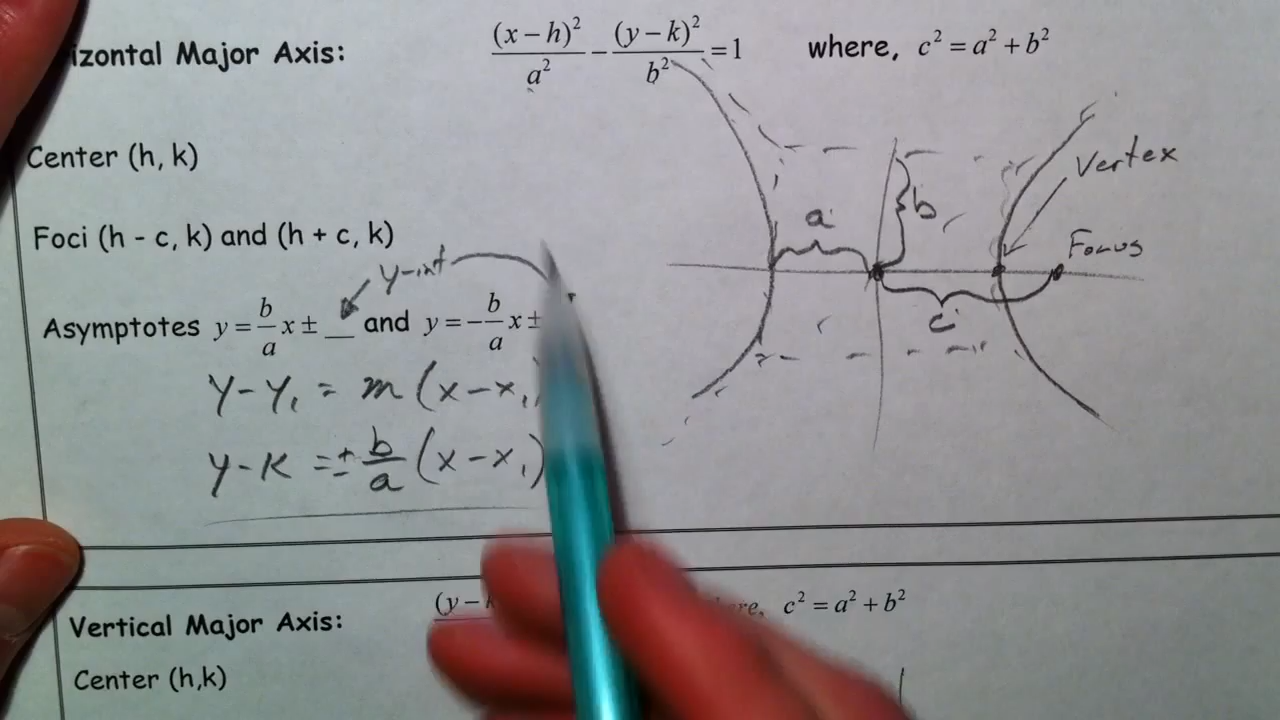 izontal Major Axis: (x-h)²/a² - (y-k)²/b² = 1 where, c² = a² + b²
Center (h, k)
Vertex
a
b
Foci (h - c, k) and (h + c, k)
Focus
y-int
c
Asymptotes y = b/a x ± __ and y = -b/a x ±
y - y₁ = m (x - x₁)
y - k = ± b/a (x - x₁)
Vertical Major Axis: (y - c² = a² + b²
Center (h,k)